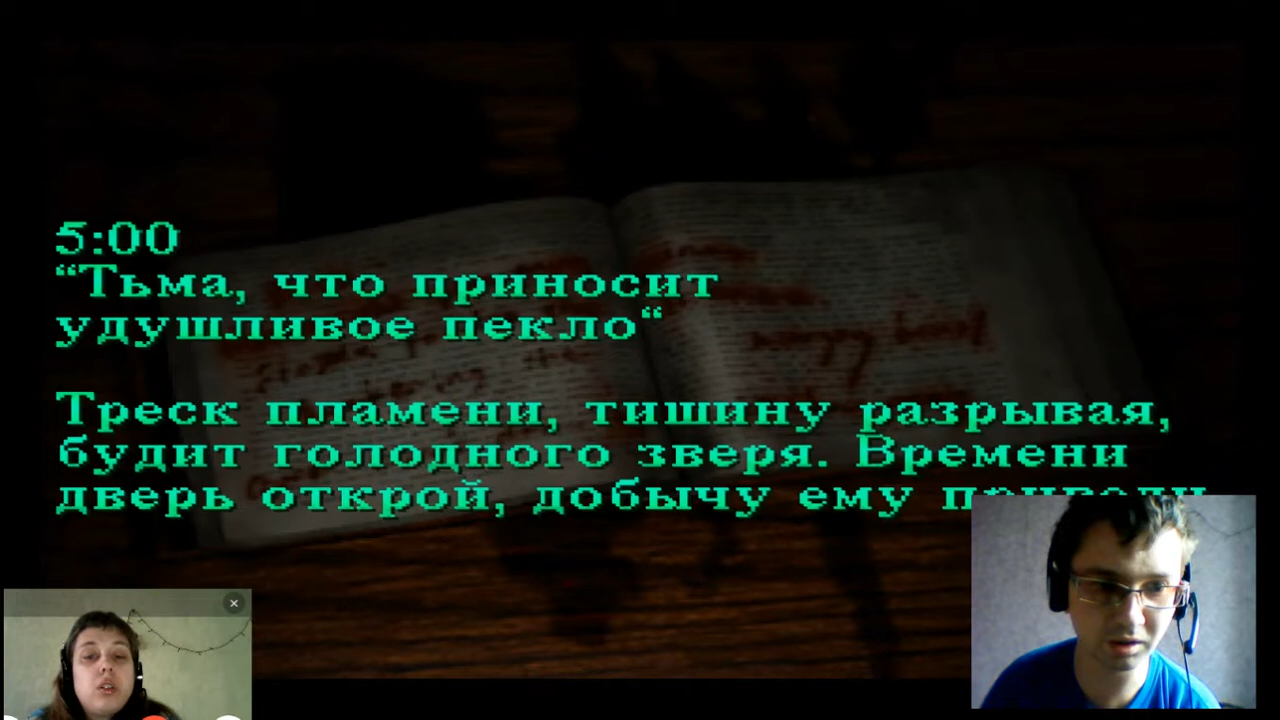 5:00
“Тьма, что приносит
удушливое пекло“
Треск пламени, тишину разрывая,
будит голодного зверя. Времени
дверь открой, добычу ему приведи